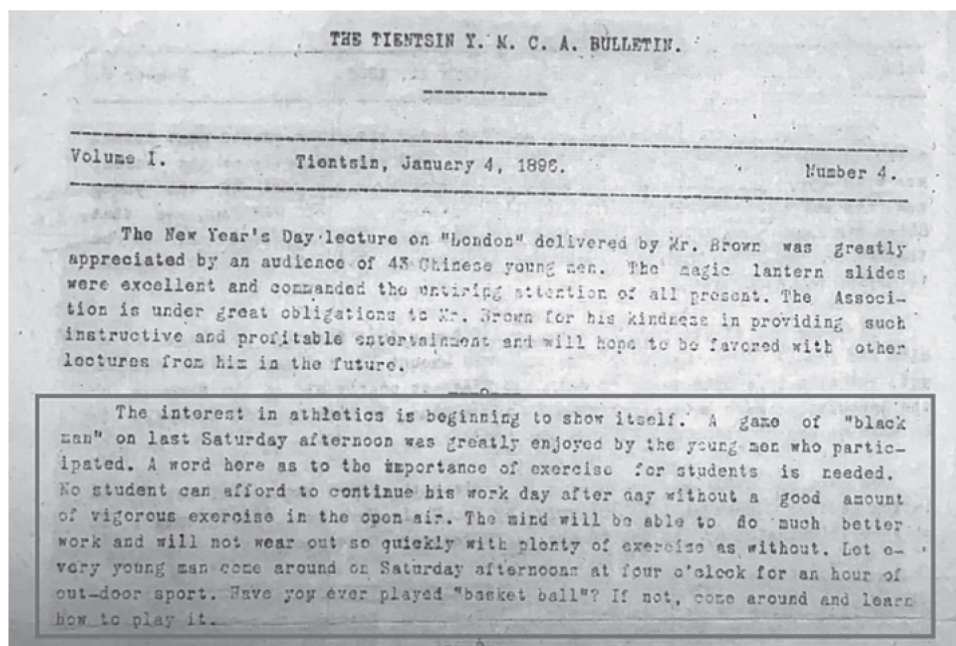 THE TIENTSIN Y. M. C. A. BULLETIN.
Volume I. Tientsin, January 4, 1896. Number 4.
The New Year's Day lecture on "London" delivered by Mr. Brown was greatly
appreciated by an audience of 43 Chinese young men. The magic lantern slides
were excellent and commanded the untiring attention of all present. The Associ-
tion is under great obligations to Mr. Brown for his kindness in providing such
instructive and profitable entertainment and will hope to be favored with other
lectures from him in the future.
The interest in athletics is beginning to show itself. A game of "black
man" on last Saturday afternoon was greatly enjoyed by the young men who partic-
ipated. A word here as to the importance of exercise for students is needed.
No student can afford to continue his work day after day without a good amount
of vigorous exercise in the open air. The mind will be able to do much better
work and will not wear out so quickly with plenty of exercise as without. Let e-
very young man come around on Saturday afternoons at four o'clock for an hour of
out-door sport. Have you ever played "basket ball"? If not, come around and learn
how to play it.